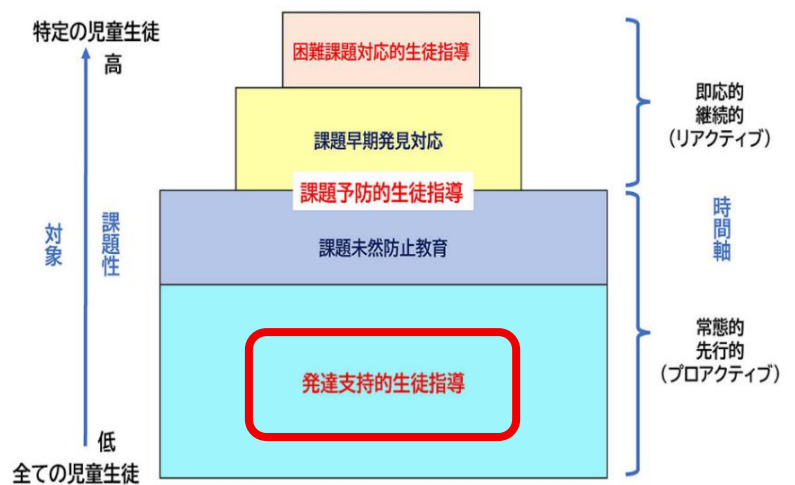 特定の児童生徒
高
困難課題対応的生徒指導
課題早期発見対応
課題予防的生徒指導
課題未然防止教育
発達支持的生徒指導
対象
課題性
低
全ての児童生徒
即応的
継続的
(リアクティブ)
時間軸
常態的
先行的
(プロアクティブ)